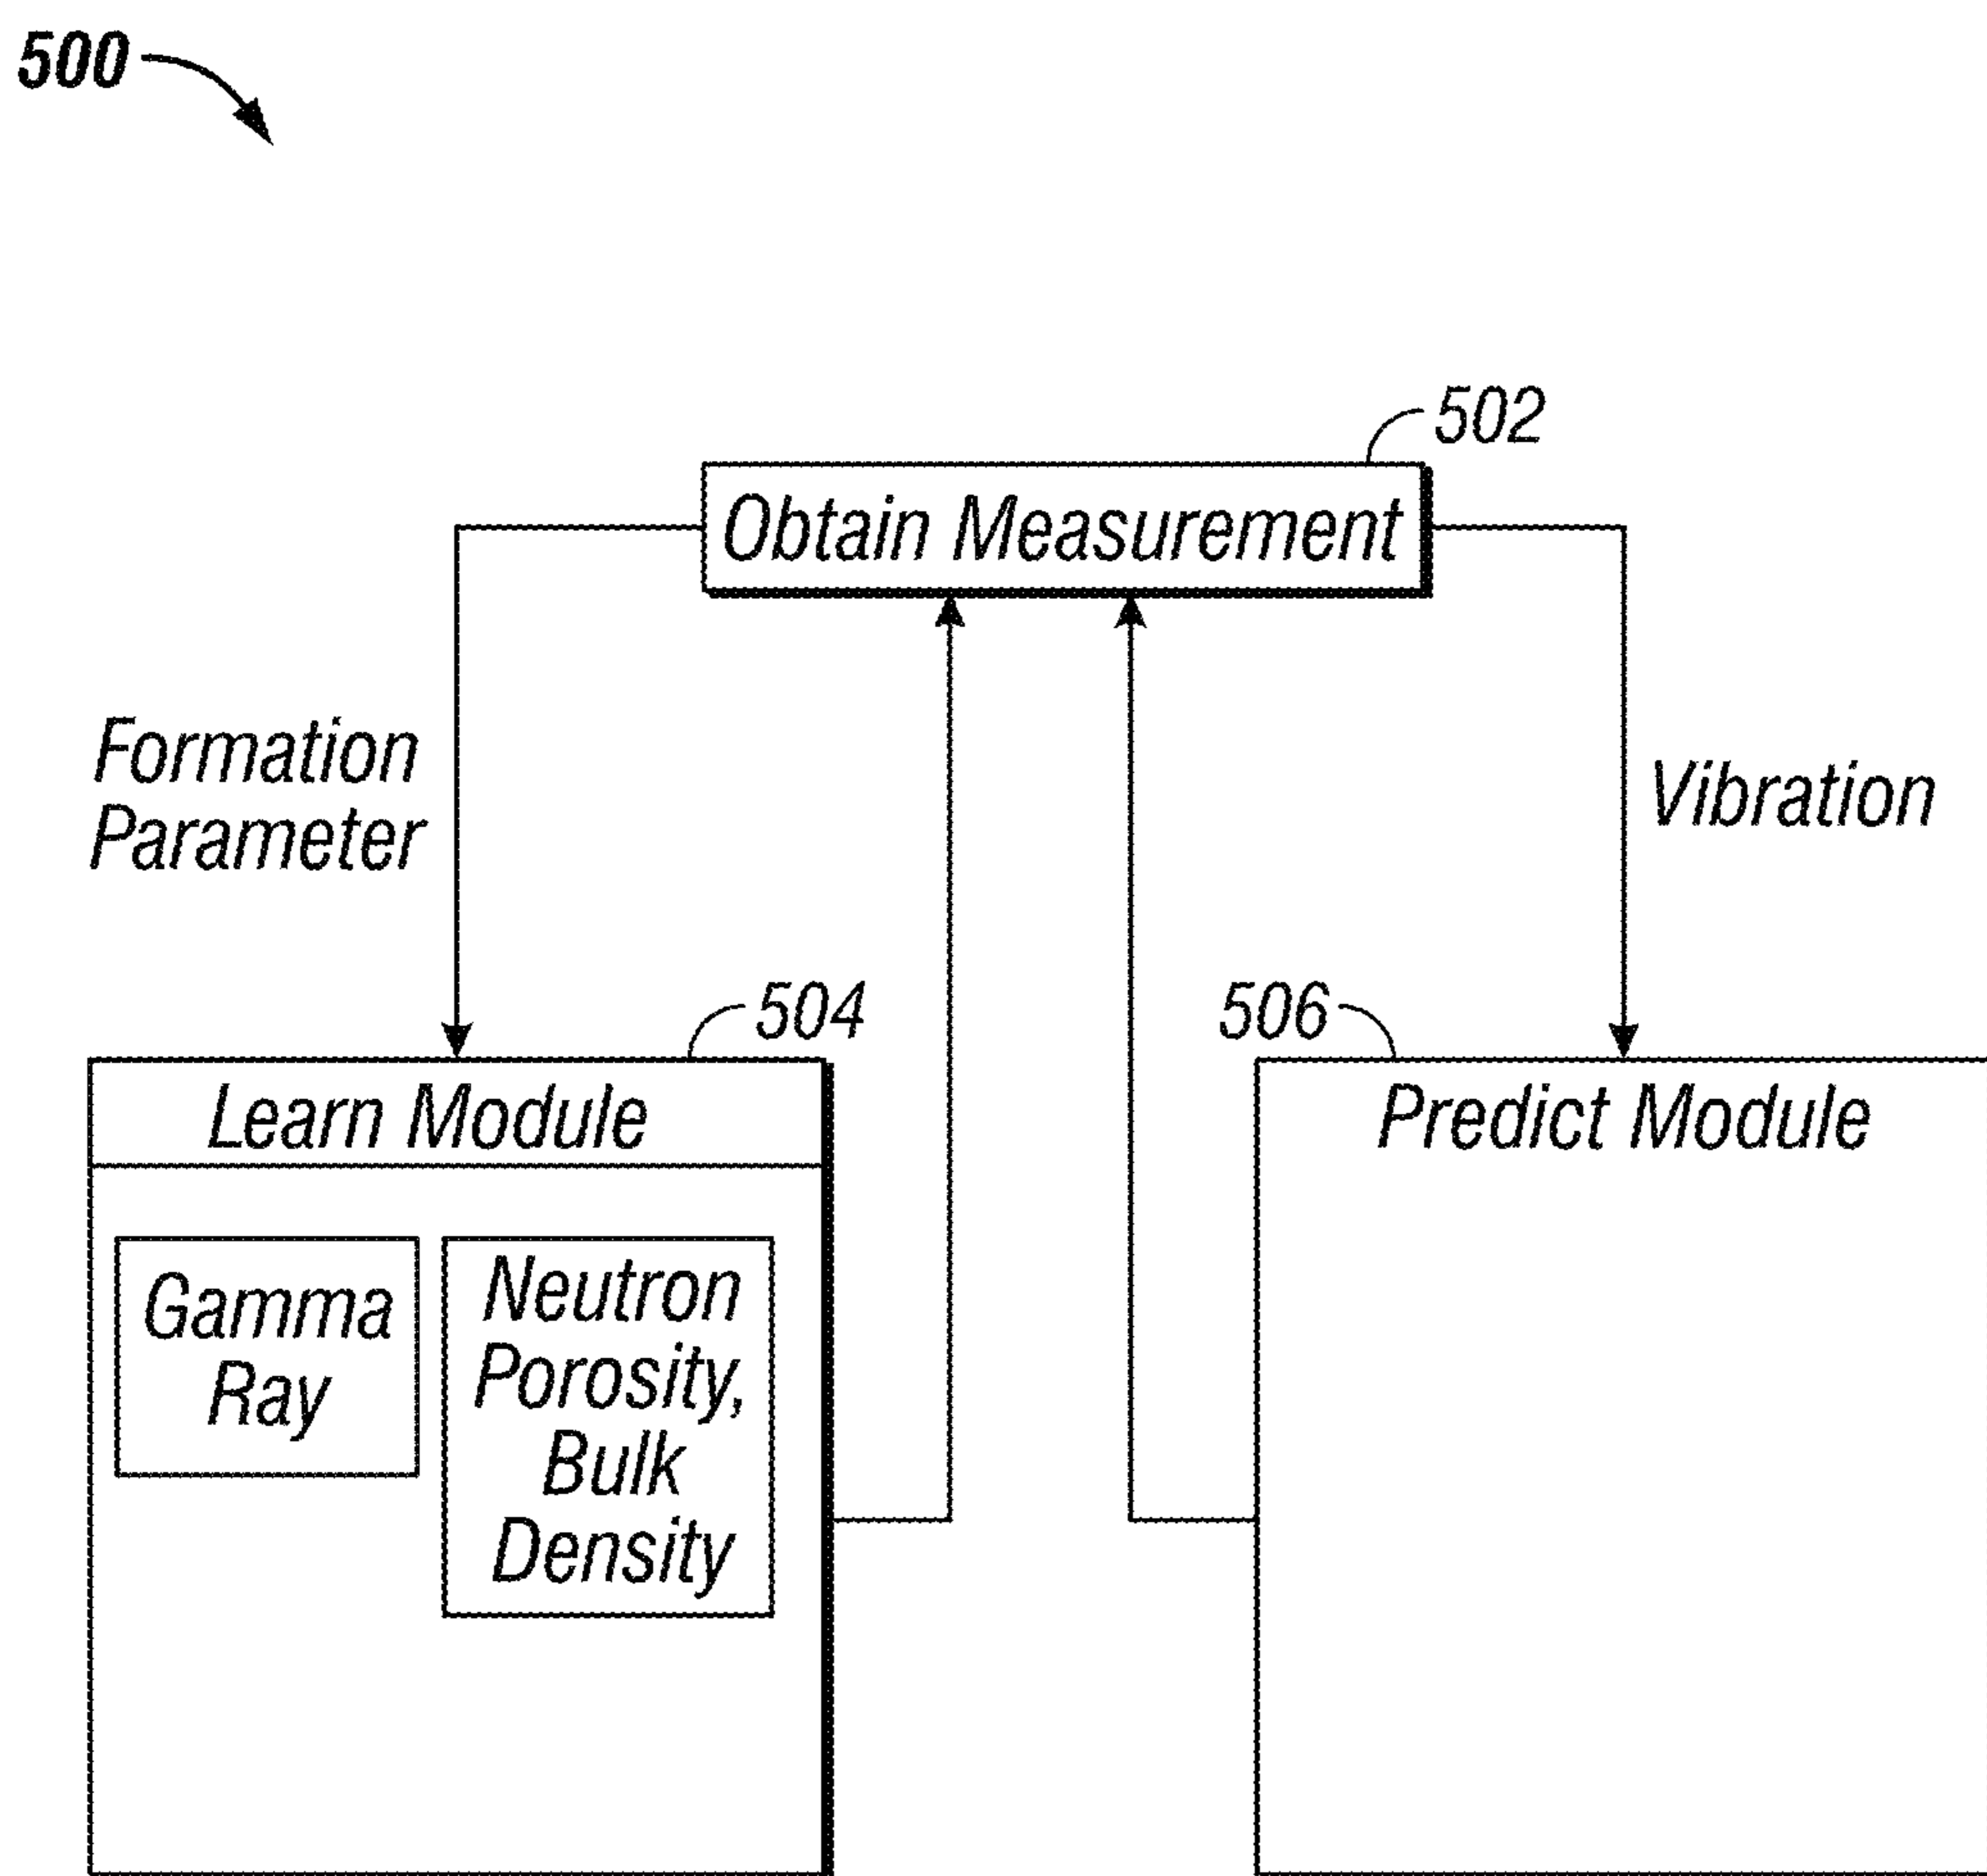 500
502
Obtain Measurement
Formation
Parameter
Vibration
504
506
Learn Module
Predict Module
Gamma
Ray
Neutron
Porosity,
Bulk
Density